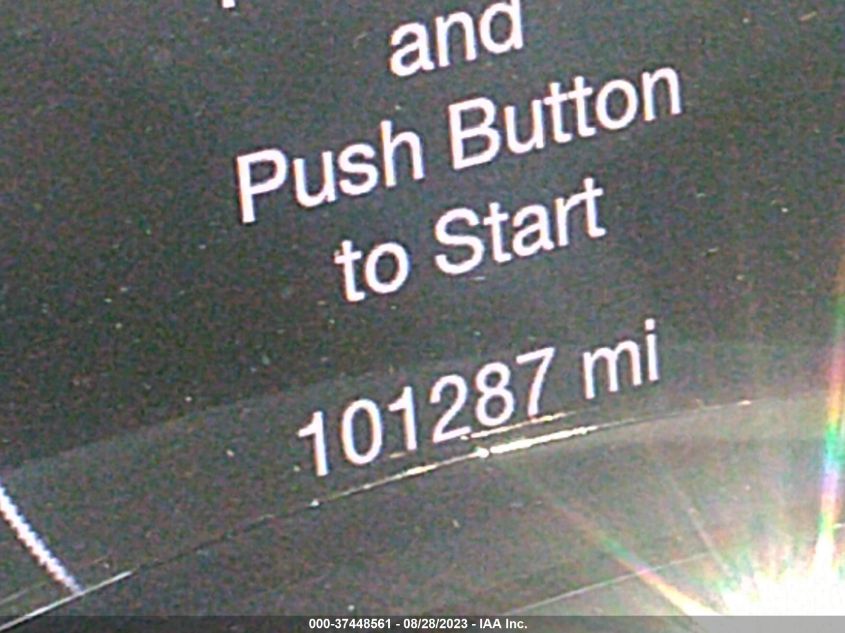 and
Push Button
to Start
101287 mi
000-37448561 - 08/28/2023 - IAA Inc.